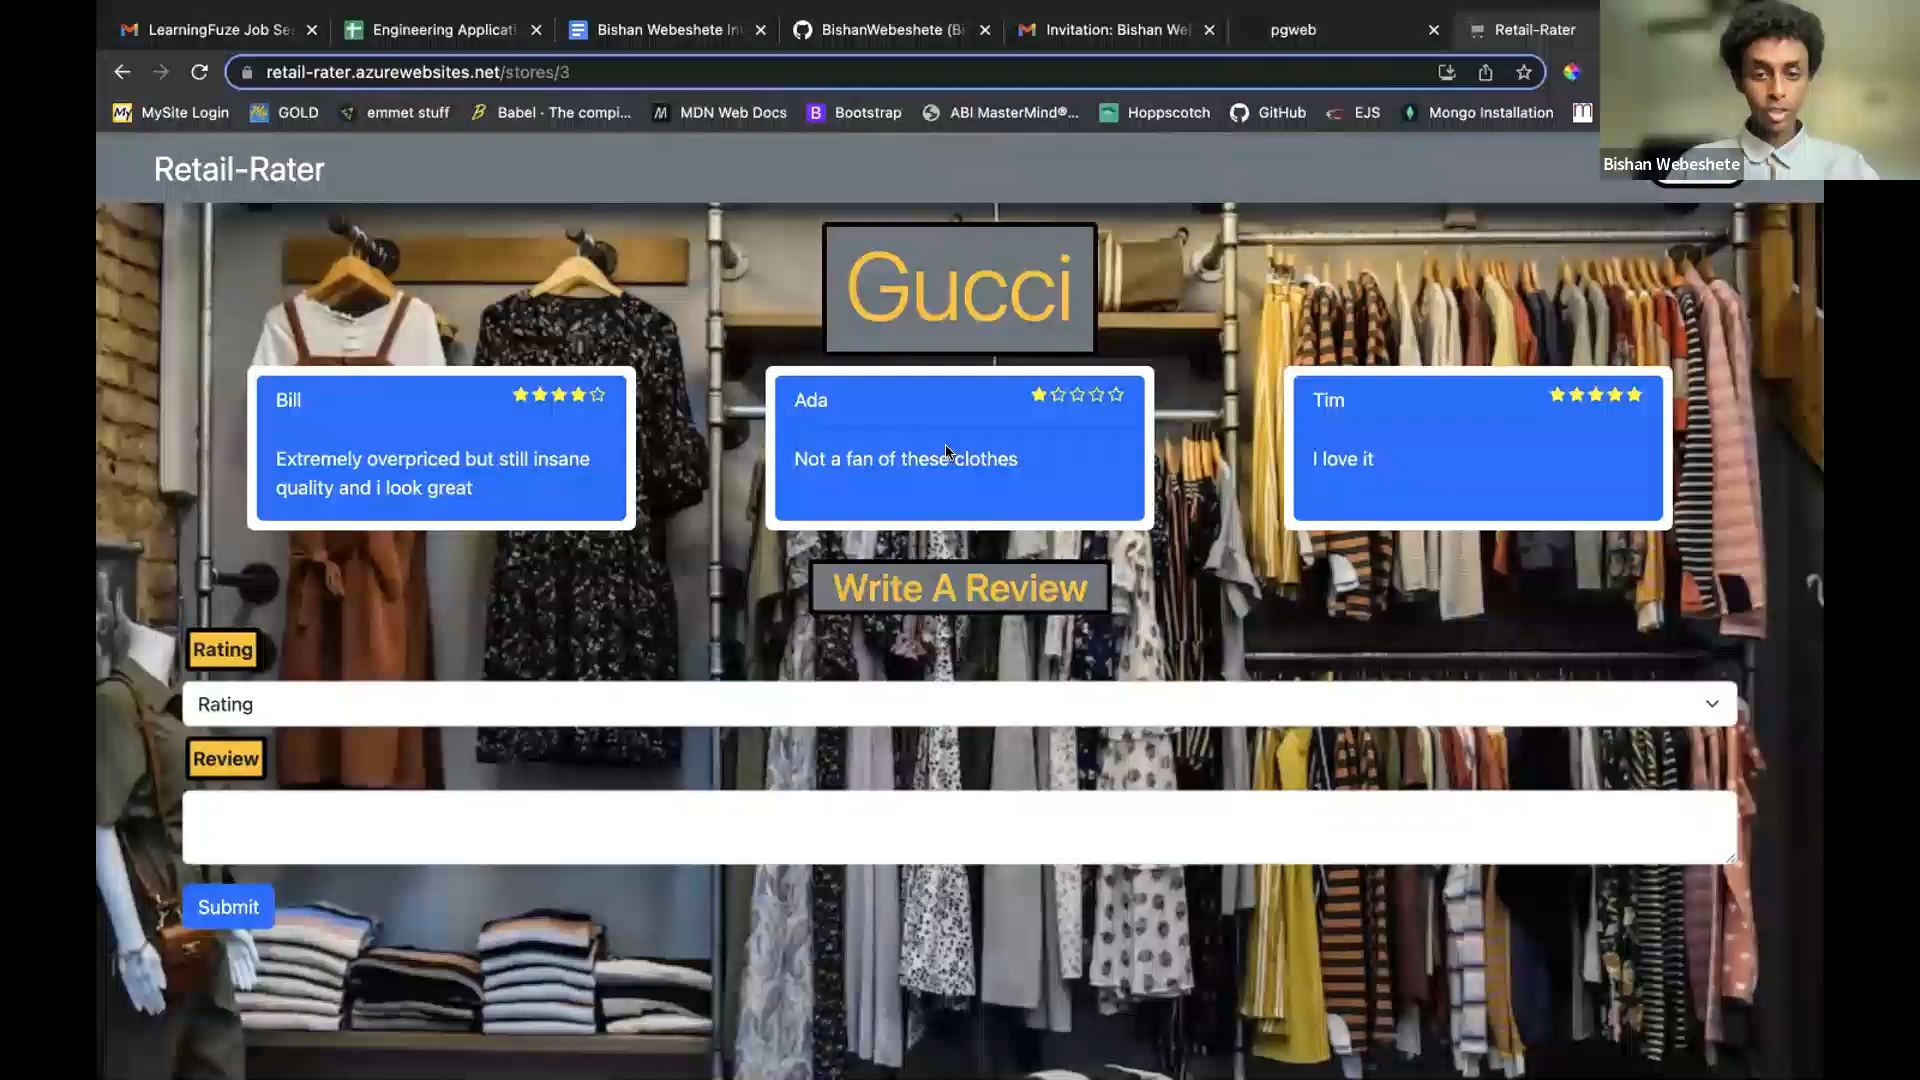 LearningFuze Job Se
Engineering Applicati
Bishan Webeshete In
BishanWebeshete (Bi
Invitation: Bishan We
pgweb
Retail-Rater
retail-rater.azurewebsites.net/stores/3
MySite Login
GOLD
emmet stuff
Babel - The compi...
MDN Web Docs
Bootstrap
ABI MasterMind®...
Hoppscotch
GitHub
EJS
Mongo Installation
Bishan Webeshete
Retail-Rater
Gucci
Bill
Extremely overpriced but still insane
quality and i look great
Ada
Not a fan of these clothes
Tim
I love it
Write A Review
Rating
Rating
Review
Submit